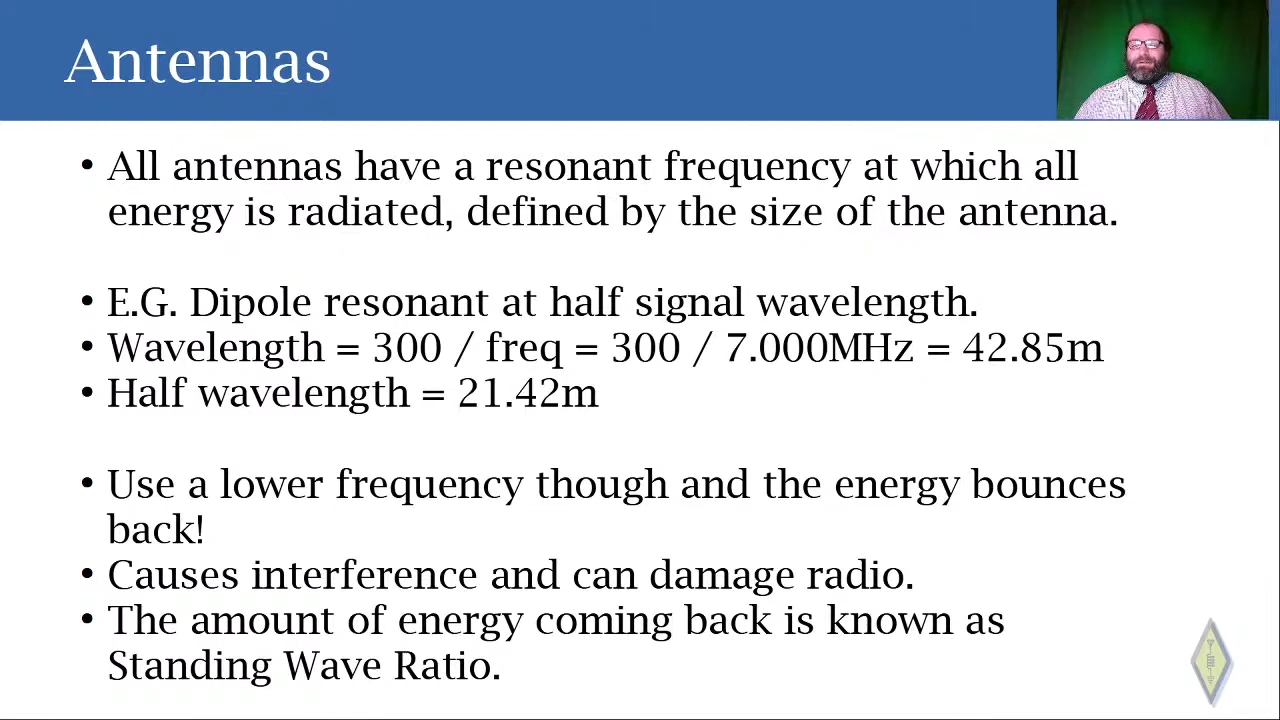 Antennas
• All antennas have a resonant frequency at which all
energy is radiated, defined by the size of the antenna.
• E.G. Dipole resonant at half signal wavelength.
• Wavelength = 300 / freq = 300 / 7.000MHz = 42.85m
• Half wavelength = 21.42m
• Use a lower frequency though and the energy bounces
back!
• Causes interference and can damage radio.
• The amount of energy coming back is known as
Standing Wave Ratio.